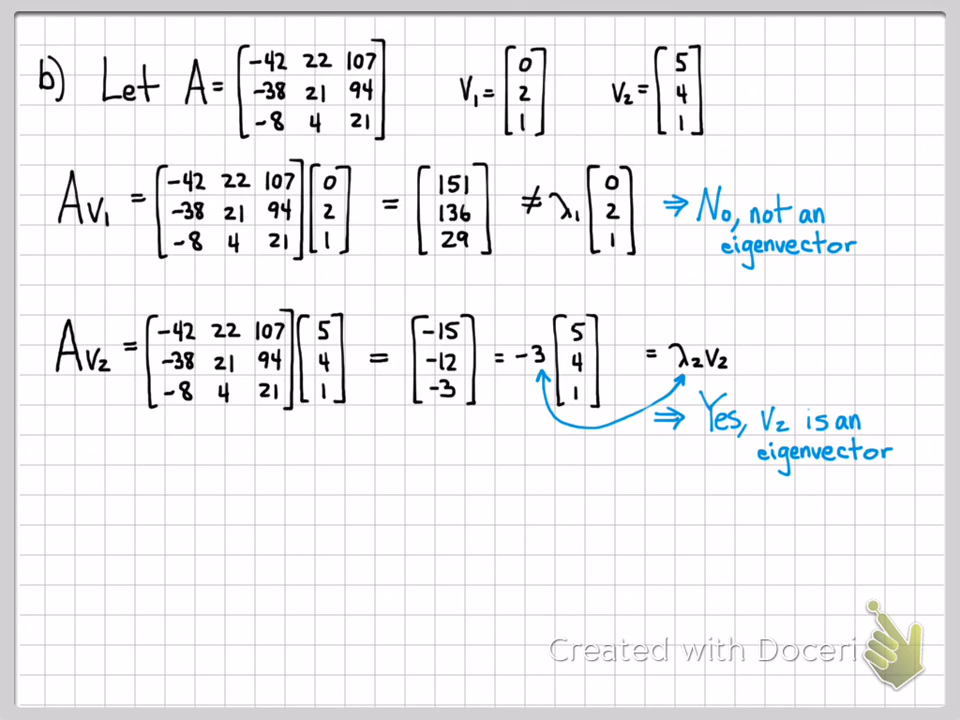 b) Let A = [-42 22 107; -38 21 94; -8 4 21] V₁ = [0; 2; 1] V₂ = [5; 4; 1]
AV₁ = [-42 22 107; -38 21 94; -8 4 21] [0; 2; 1] = [151; 136; 29] ≠ λ₁ [0; 2; 1] ⇒ No, not an
eigenvector
AV₂ = [-42 22 107; -38 21 94; -8 4 21] [5; 4; 1] = [-15; -12; -3] = -3 [5; 4; 1] = λ₂V₂
⇒ Yes, V₂ is an
eigenvector
Created with Doceri